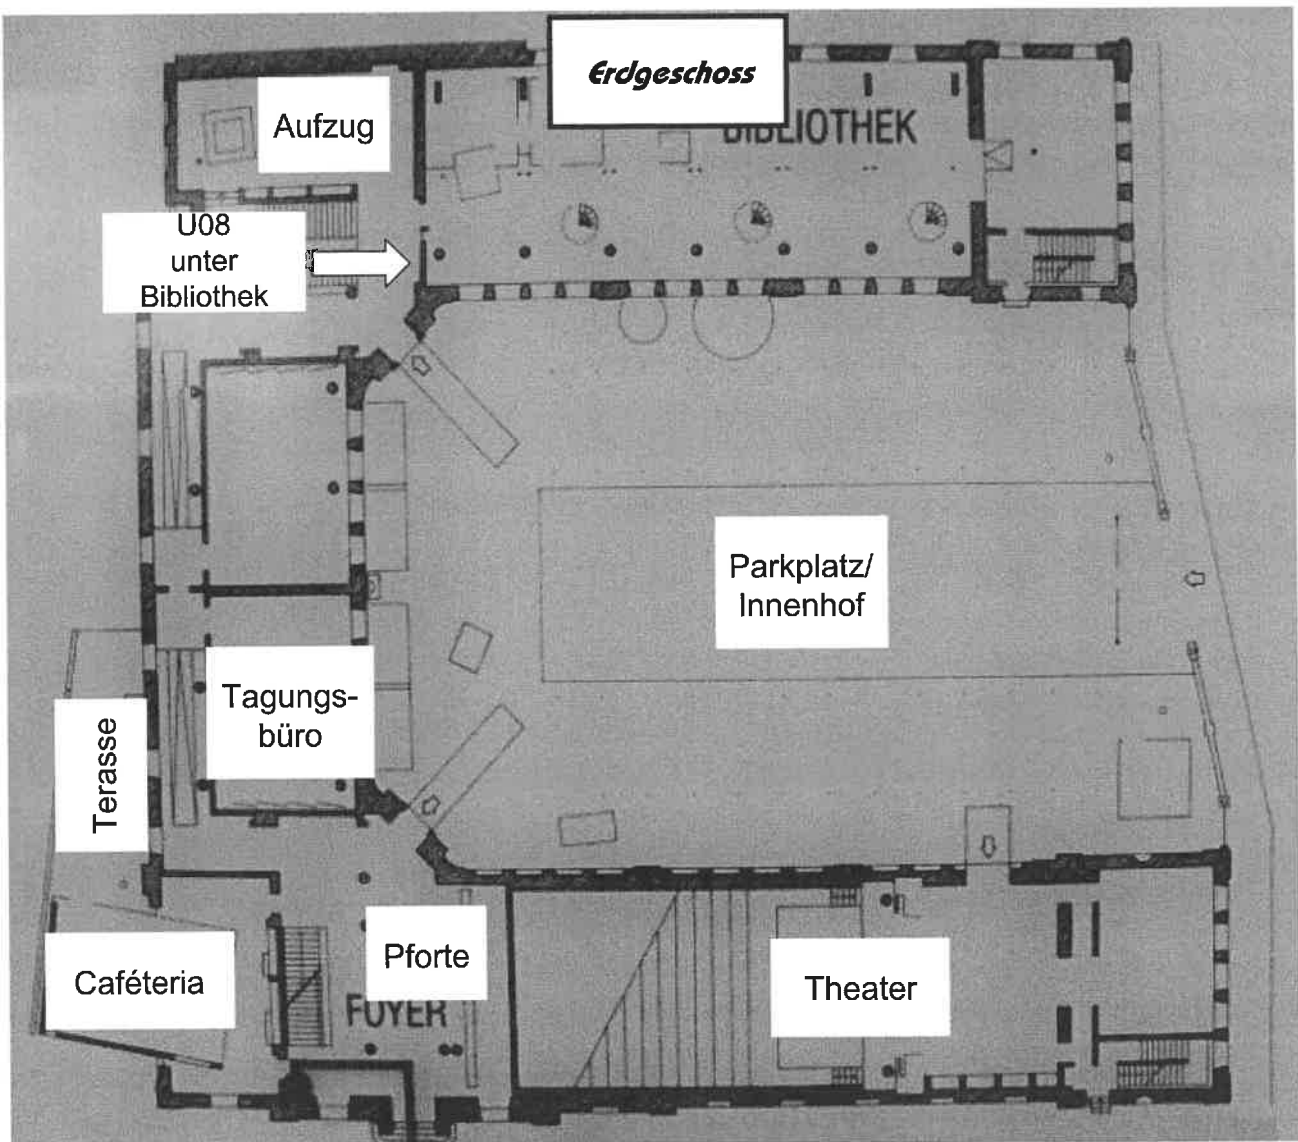 Erdgeschoss
Aufzug
BIBLIOTHEK
U08
unter
Bibliothek
Parkplatz/
Innenhof
Tagungs-
büro
Terasse
Pforte
Caféteria
FOYER
Theater